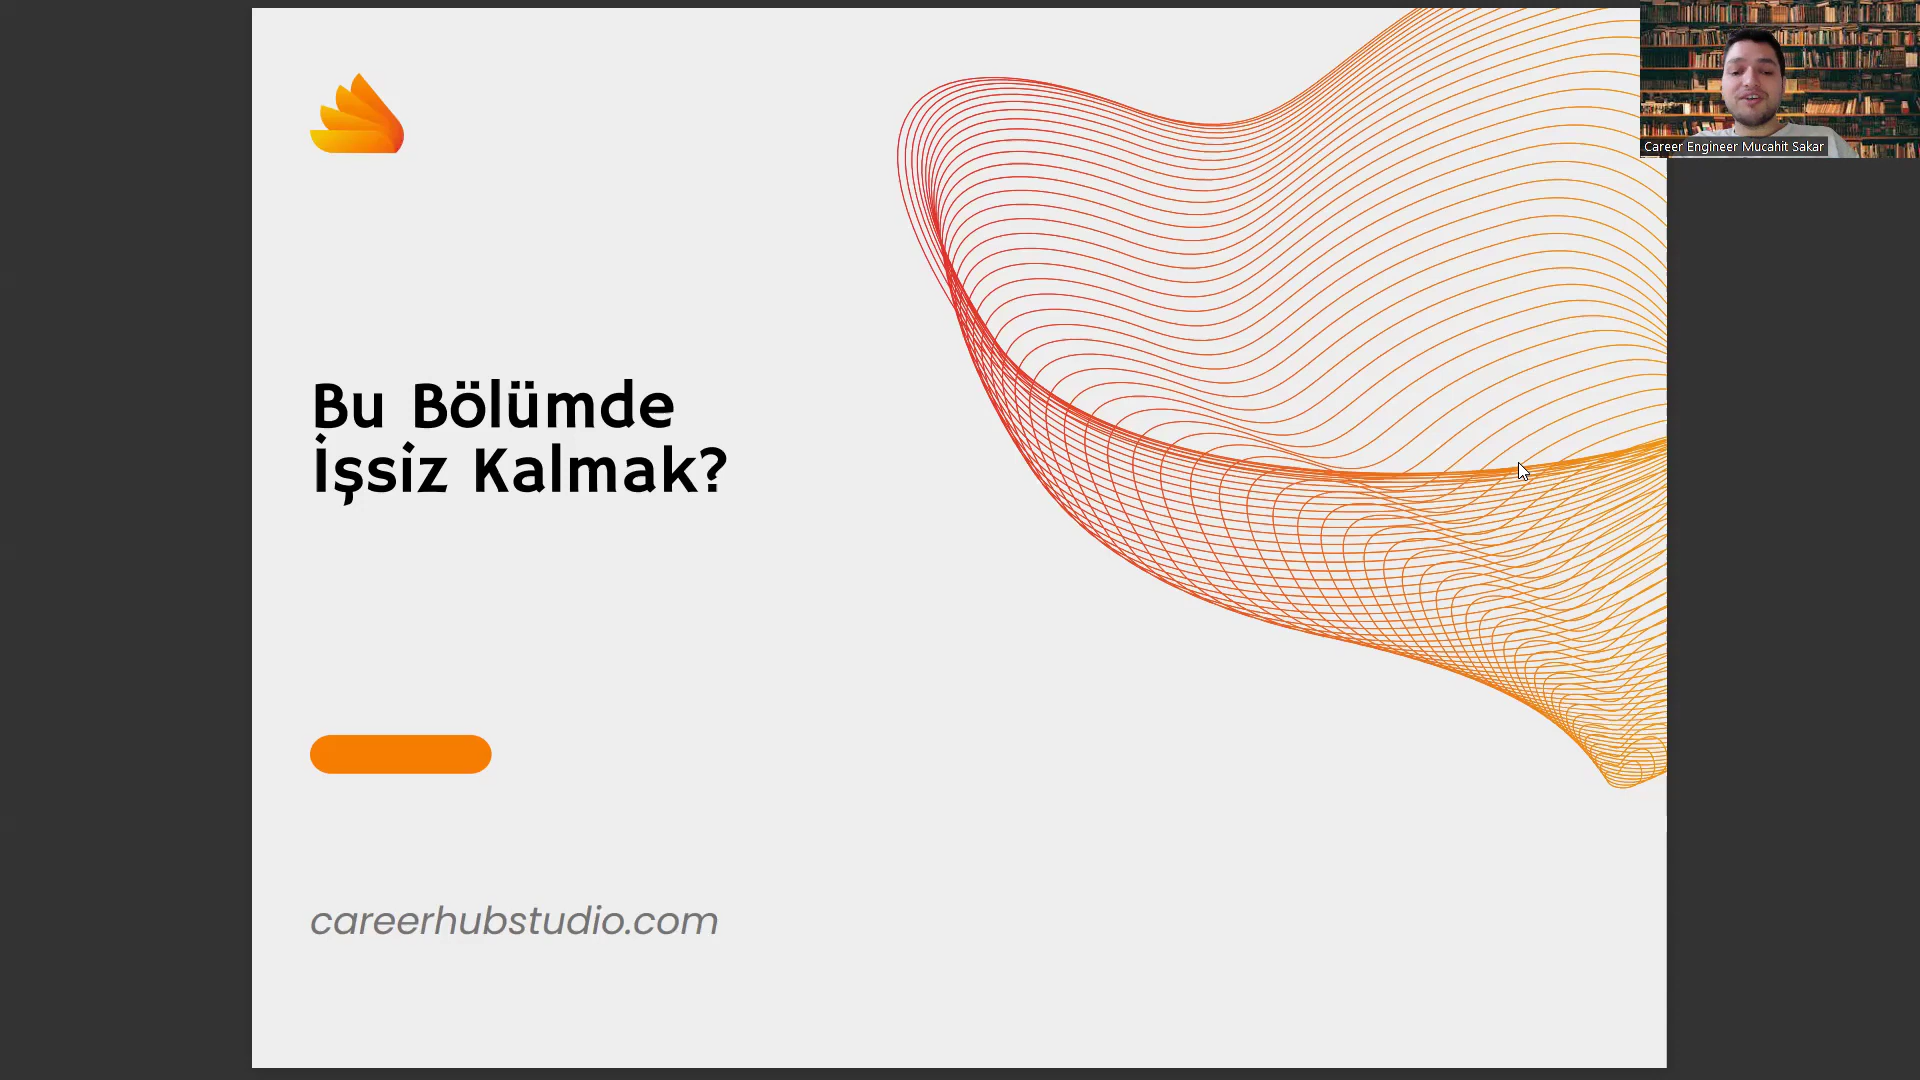 Career Engineer Mucahit Sakar
Bu Bölümde
İşsiz Kalmak?
careerhubstudio.com